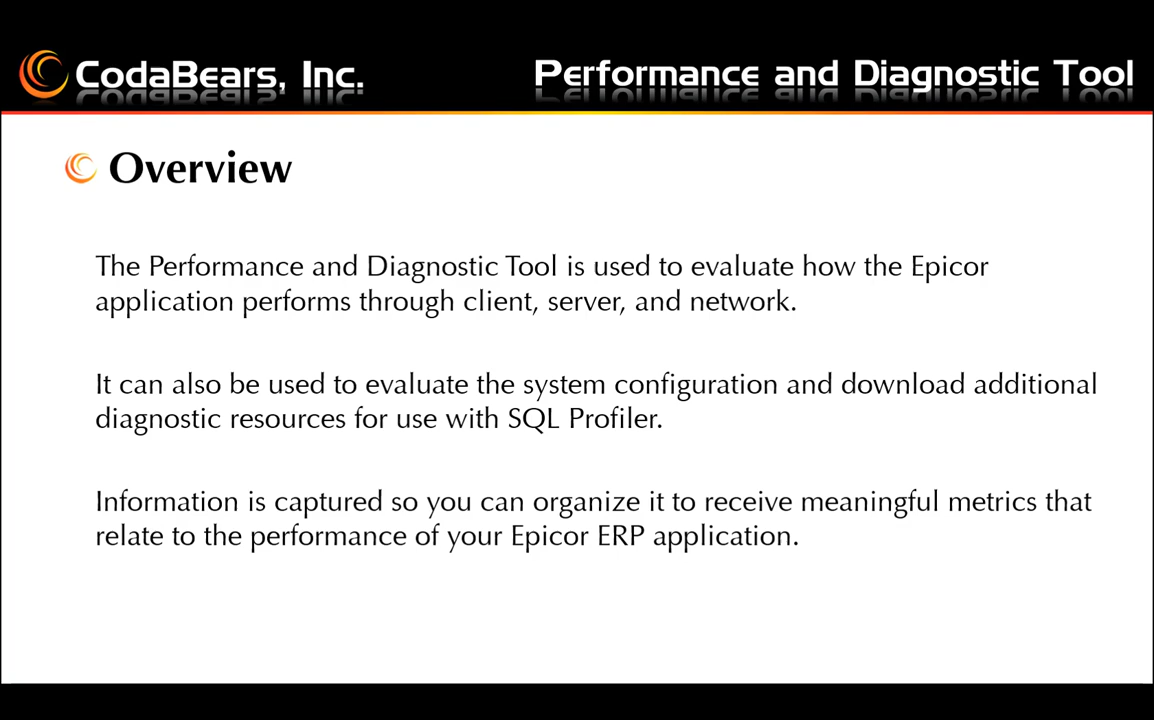 CodaBears, Inc.
Performance and Diagnostic Tool
Overview
The Performance and Diagnostic Tool is used to evaluate how the Epicor
application performs through client, server, and network.
It can also be used to evaluate the system configuration and download additional
diagnostic resources for use with SQL Profiler.
Information is captured so you can organize it to receive meaningful metrics that
relate to the performance of your Epicor ERP application.